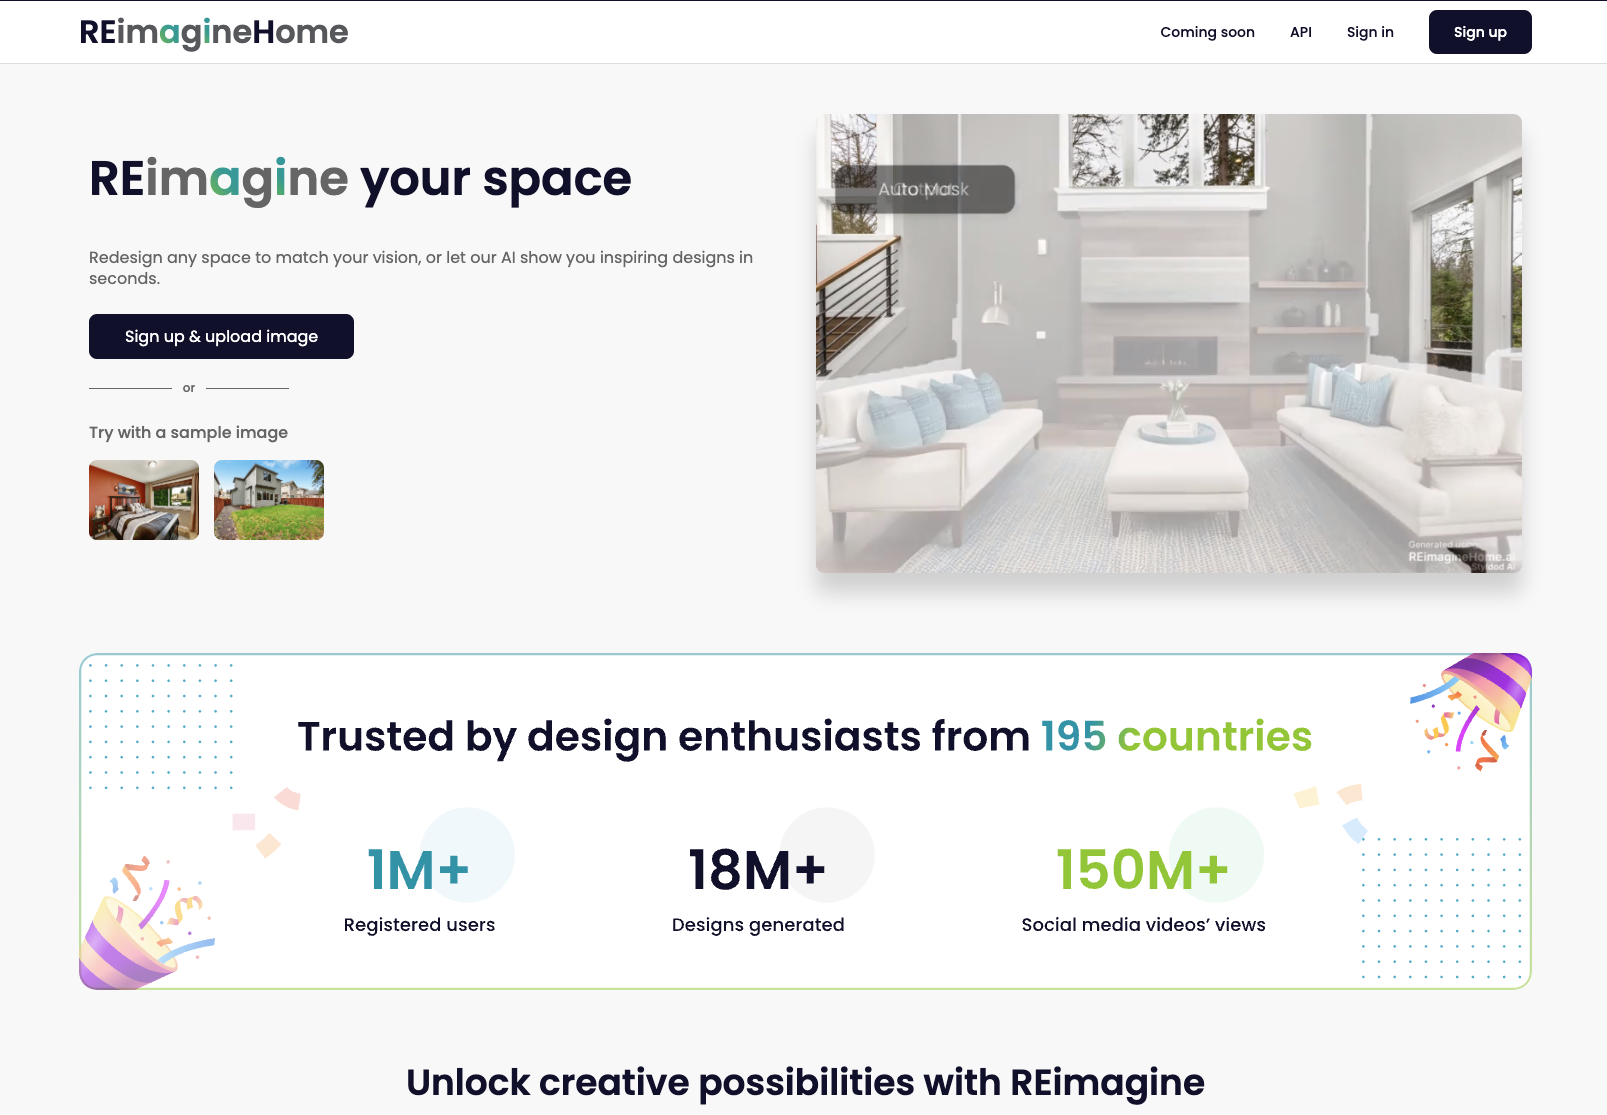 REimagineHome
Coming soon
API
Sign in
Sign up
REimagine your space
Redesign any space to match your vision, or let our AI show you inspiring designs in
seconds.
Sign up & upload image
or
Try with a sample image
Auto Mask
Generated
REimagineHome.ai
Styldod AI
Trusted by design enthusiasts from 195 countries
1M+
Registered users
18M+
Designs generated
150M+
Social media videos’ views
Unlock creative possibilities with REimagine